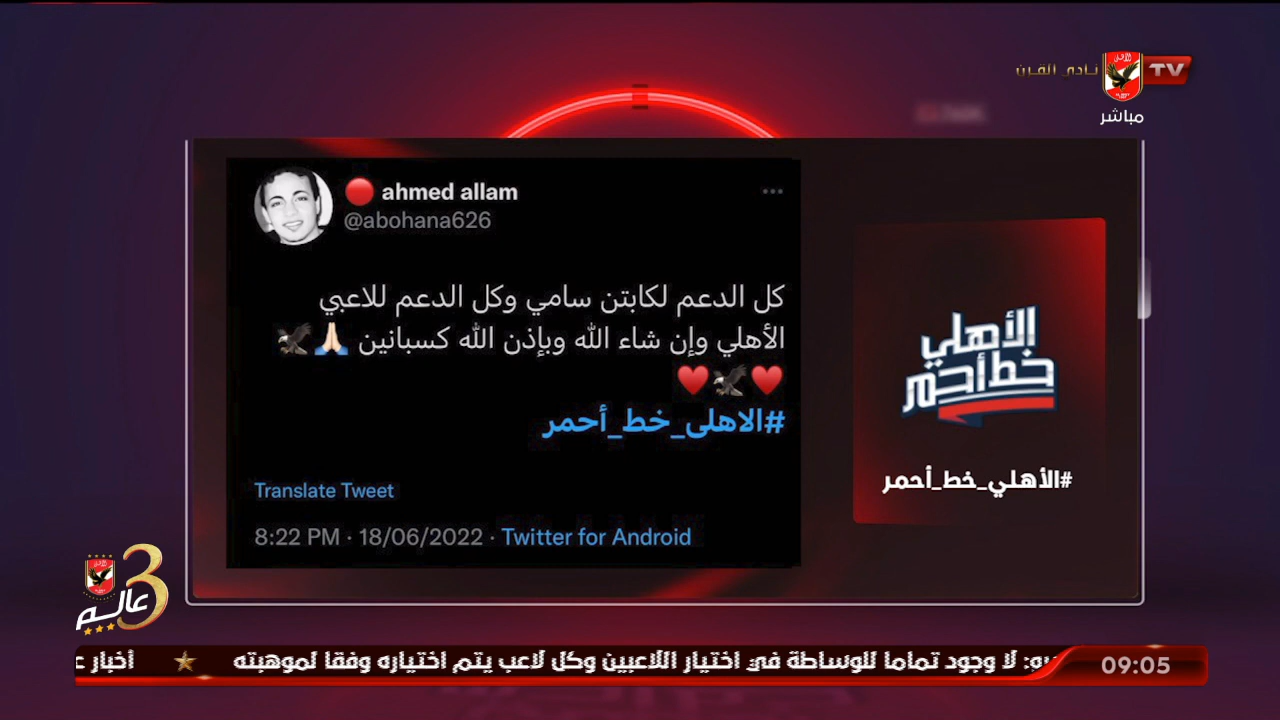 نادي القرن
TV
مباشر
ahmed allam
@abohana626
كل الدعم لكابتن سامي وكل الدعم للاعبي
الأهلي وإن شاء الله وبإذن الله كسبانين 🙏🏻🦅
❤️🦅❤️
#الاهلى_خط_أحمر
Translate Tweet
8:22 PM · 18/06/2022 · Twitter for Android
الأهلي
خط أحمر
#الأهلي_خط_أحمر
3
عالم
لا وجود تماما للوساطة في اختيار اللاعبين وكل لاعب يتم اختياره وفقا لموهبته ★ أخبار
09:05